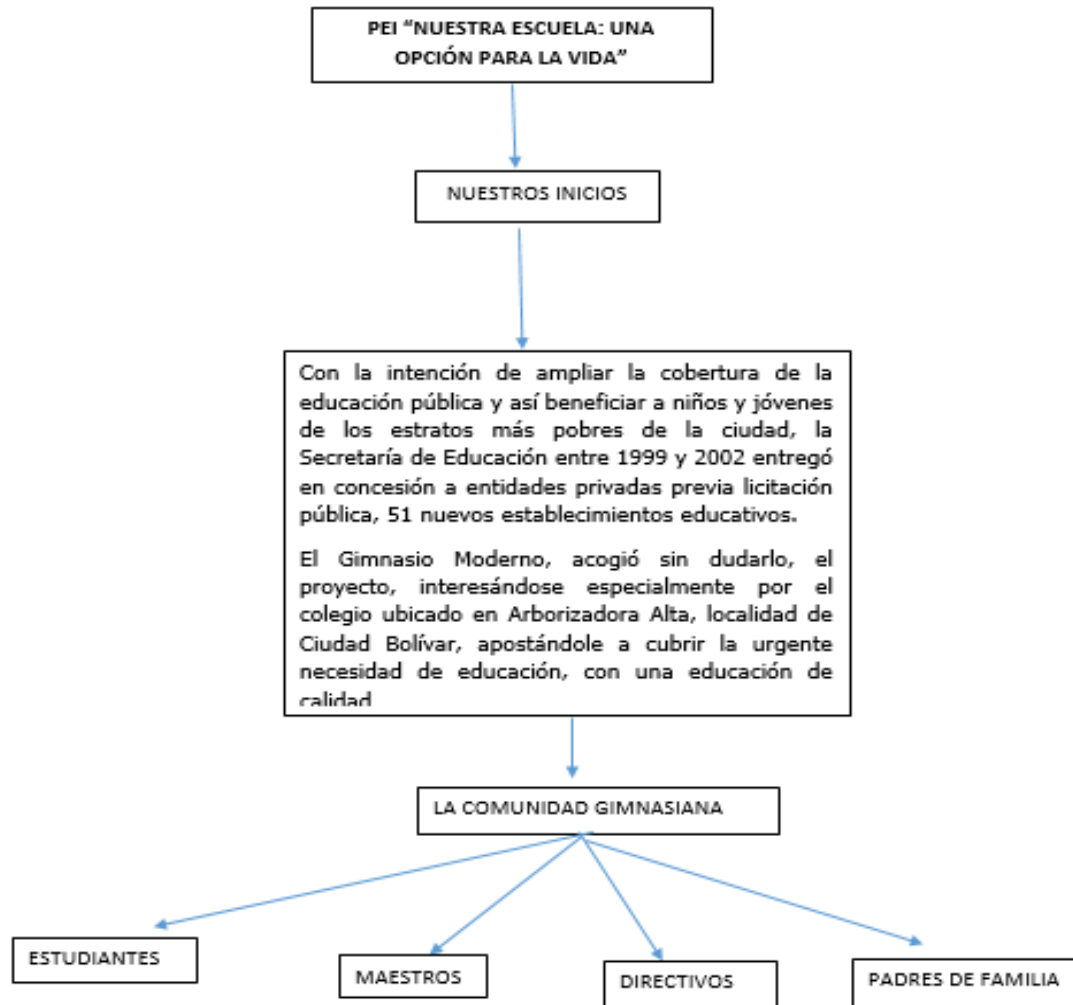 PEI “NUESTRA ESCUELA: UNA
OPCIÓN PARA LA VIDA”
NUESTROS INICIOS
Con la intención de ampliar la cobertura de la
educación pública y así beneficiar a niños y jóvenes
de los estratos más pobres de la ciudad, la
Secretaría de Educación entre 1999 y 2002 entregó
en concesión a entidades privadas previa licitación
pública, 51 nuevos establecimientos educativos.
El Gimnasio Moderno, acogió sin dudarlo, el
proyecto, interesándose especialmente por el
colegio ubicado en Arborizadora Alta, localidad de
Ciudad Bolívar, apostándole a cubrir la urgente
necesidad de educación, con una educación de
calidad
LA COMUNIDAD GIMNASIANA
ESTUDIANTES
MAESTROS
DIRECTIVOS
PADRES DE FAMILIA